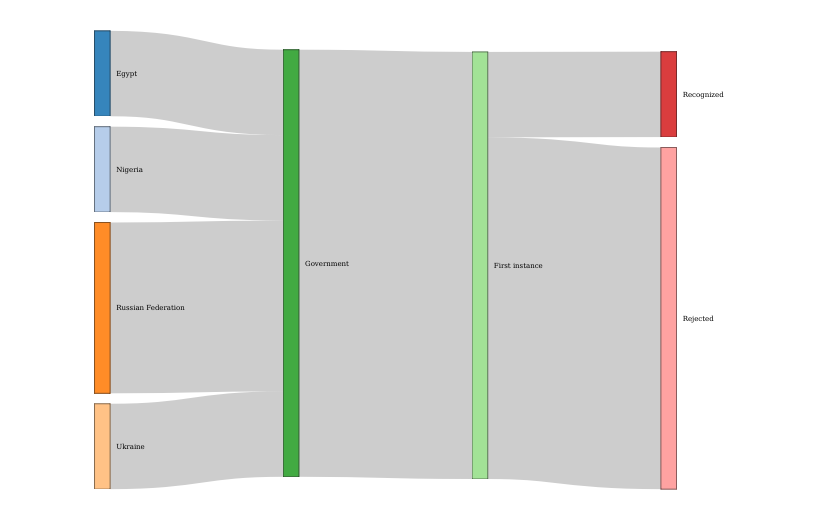 Egypt
Nigeria
Russian Federation
Ukraine
Government
First instance
Recognized
Rejected